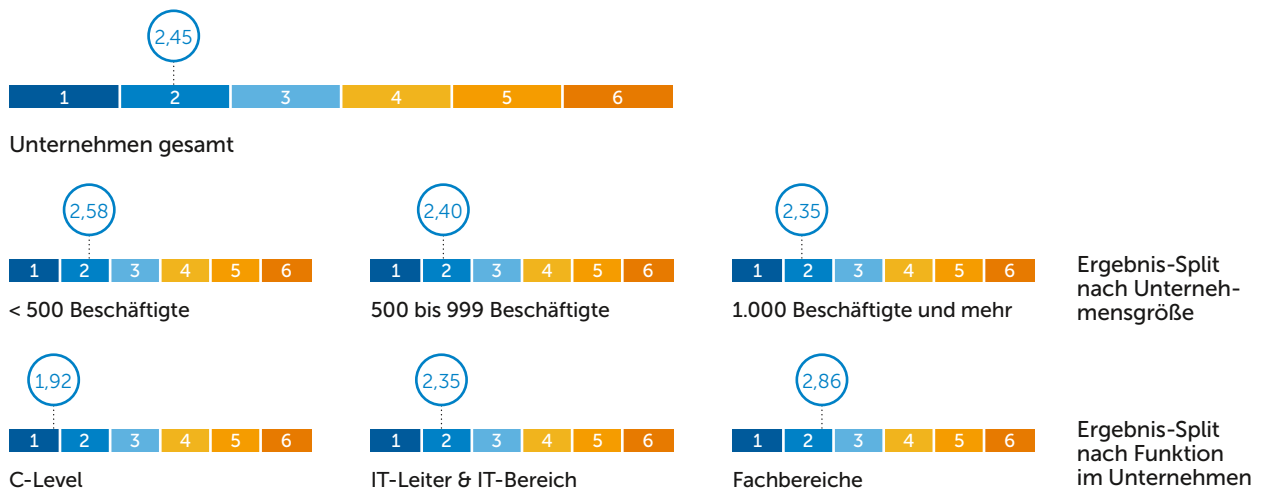 2,45
1 2 3 4 5 6
Unternehmen gesamt
2,58 2,40 2,35
1 2 3 4 5 6 1 2 3 4 5 6 1 2 3 4 5 6
< 500 Beschäftigte 500 bis 999 Beschäftigte 1.000 Beschäftigte und mehr
Ergebnis-Split
nach Unterneh-
mensgröße
1,92 2,35 2,86
1 2 3 4 5 6 1 2 3 4 5 6 1 2 3 4 5 6
C-Level IT-Leiter & IT-Bereich Fachbereiche
Ergebnis-Split
nach Funktion
im Unternehmen